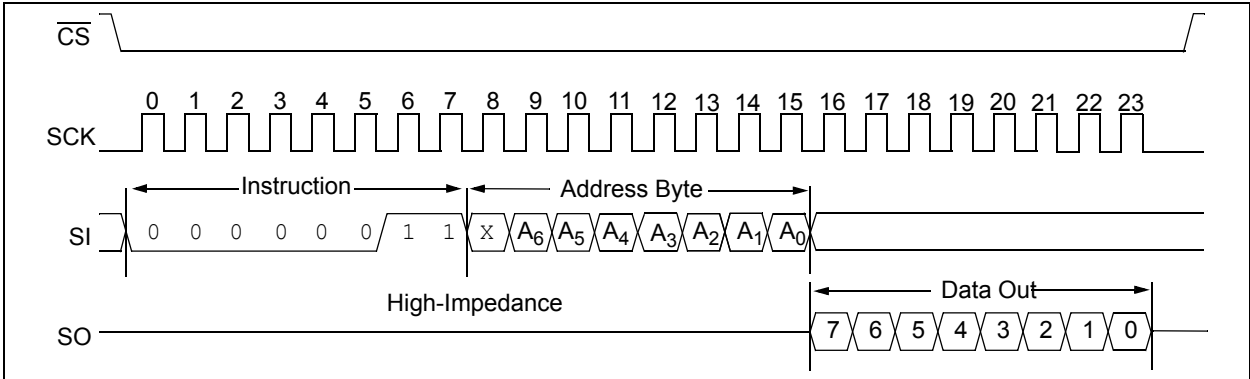 CS
0 1 2 3 4 5 6 7 8 9 10 11 12 13 14 15 16 17 18 19 20 21 22 23
SCK
Instruction Address Byte
SI 0 0 0 0 0 0 1 1 X A6 A5 A4 A3 A2 A1 A0
High-Impedance Data Out
SO 7 6 5 4 3 2 1 0